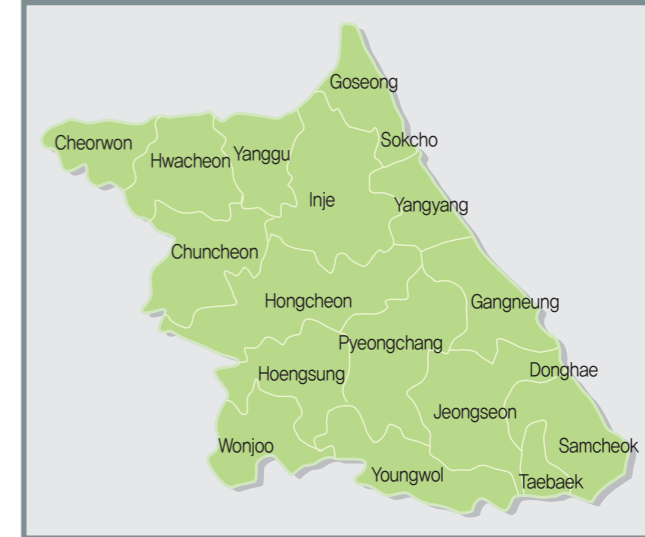 Goseong
Cheorwon
Sokcho
Hwacheon
Yanggu
Inje
Yangyang
Chuncheon
Hongcheon
Gangneung
Pyeongchang
Hoengsung
Donghae
Jeongseon
Wonjoo
Samcheok
Youngwol
Taebaek